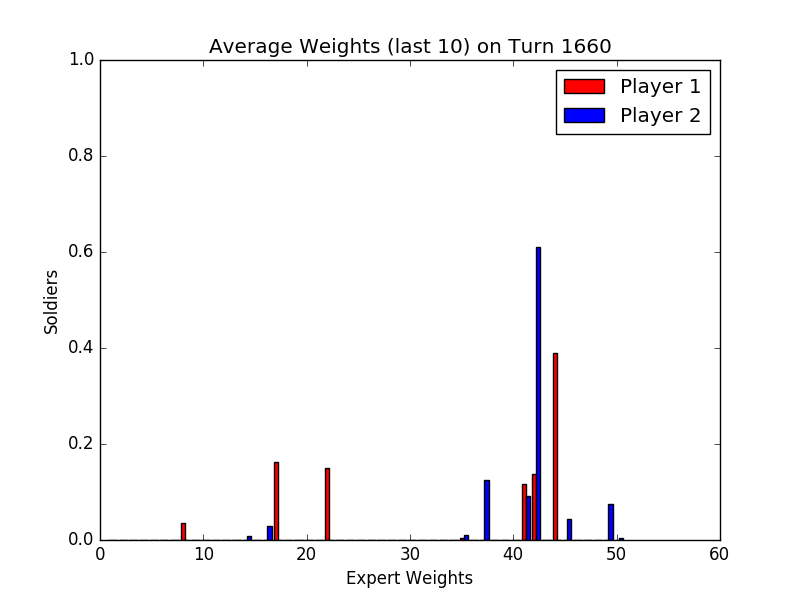 Average Weights (last 10) on Turn 1660
1.0
0.8
0.6
0.4
0.2
0.0
Soldiers
Player 1
Player 2
0 10 20 30 40 50 60
Expert Weights